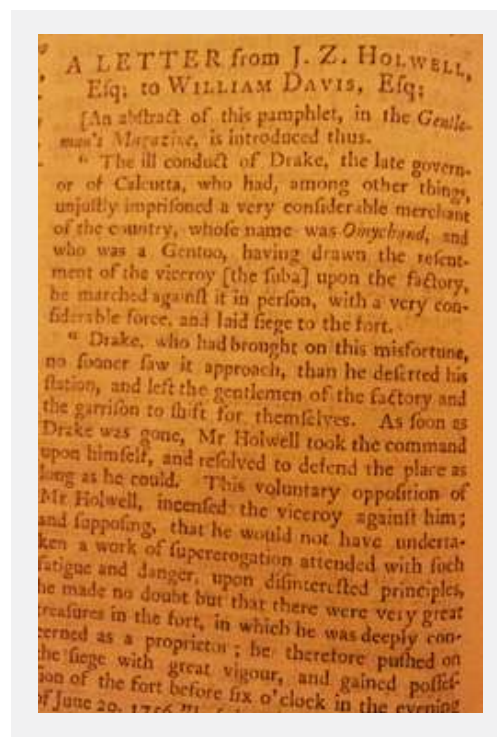 A LETTER from J. Z. HOLWELL,
Eſq; to WILLIAM DAVIS, Eſq;
[An abſtract of this pamphlet, in the Gentle-
man's Magazine, is introduced thus.
" The ill conduct of Drake, the late govern-
or of Calcutta, who had, among other things,
unjuſtly impriſoned a very conſiderable merchant
of the country, whoſe name was Omychund, and
who was a Gentoo, having drawn the reſent-
ment of the viceroy [the ſuba] upon the factory,
he marched againſt it in perſon, with a very con-
ſiderable force, and laid ſiege to the fort.
" Drake, who had brought on this misfortune,
no ſooner ſaw it approach, than he deſerted his
ſtation, and left the gentlemen of the factory and
the garriſon to ſhift for themſelves. As ſoon as
Drake was gone, Mr Holwell took the command
upon himſelf, and reſolved to defend the place as
long as he could. This voluntary oppoſition of
Mr Holwell, incenſed the viceroy againſt him;
and ſuppoſing, that he would not have underta-
ken a work of ſupererogation attended with ſuch
fatigue and danger, upon diſintereſted principles,
he made no doubt but that there were very great
treaſures in the fort, in which he was deeply con-
cerned as a proprietor; he therefore puſhed on
the ſiege with great vigour, and gained poſſeſ-
ion of the fort before ſix o'clock in the evening
of June 20, 1756